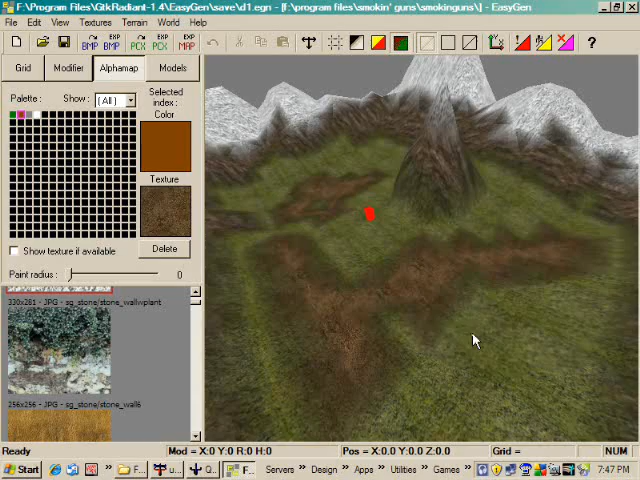 F:\Program Files\GtkRadiant-1.4\EasyGen\save\d1.egn - [f:\program files\smokin' guns\smokinguns\] - EasyGen
File View Textures Terrain World Help
BMP BMP PCX PCX MAP
?
Grid Modifier Alphamap Models
Palette : Show : ( All )
Selected index :
Color
Texture
Show texture if available
Delete
Paint radius : 0
330x281 - JPG - sg_stone/stone_wallwplant
256x256 - JPG - sg_stone/stone_wall6
Ready Mod = X:0 Y:0 R:0 H:0 Pos = X:0.0 Y:0.0 Z:0.0 Grid = NUM
Start F... u... Q... F... Servers » Design » Apps » Utilities » Games » 7:47 PM